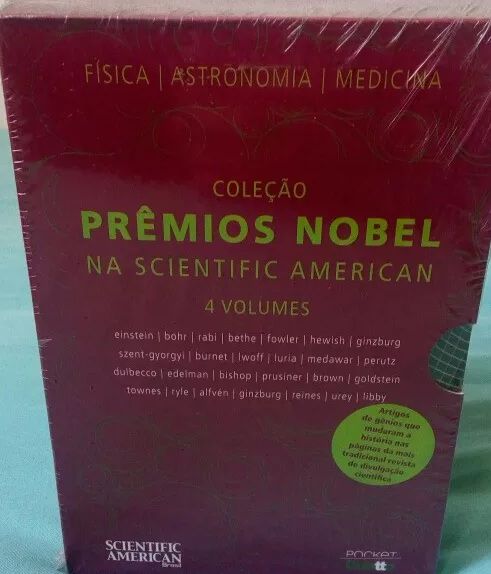 FÍSICA | ASTRONOMIA | MEDICINA
COLEÇÃO
PRÊMIOS NOBEL
NA SCIENTIFIC AMERICAN
4 VOLUMES
einstein | bohr | rabi | bethe | fowler | hewish | ginzburg
szent-gyorgyi | burnet | lwoff | luria | medawar | perutz
dulbecco | edelman | bishop | prusiner | brown | goldstein
townes | ryle | alfvén | ginzburg | reines | urey | libby
Artigos
de gênios que
mudaram a
história nas
páginas da mais
tradicional revista
de divulgação
científica
SCIENTIFIC
AMERICAN
Brasil
POCKET